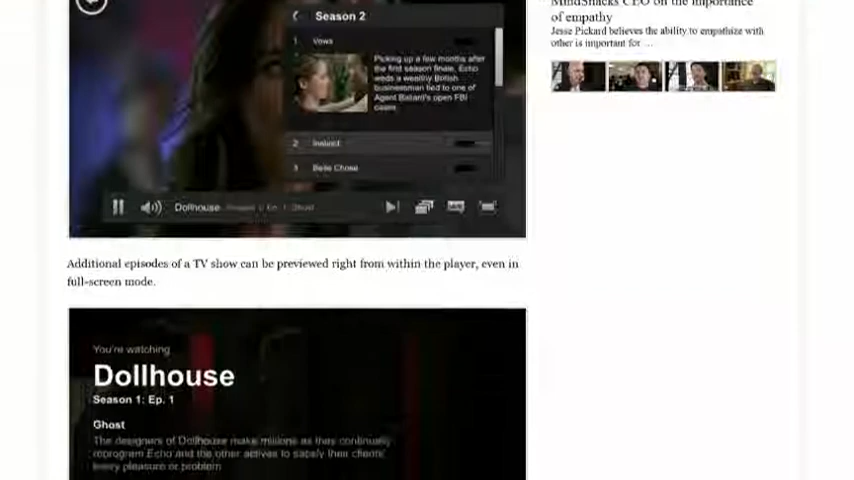 Season 2
1 Vows
Picking up a few months after
the first season finale, Echo
weds a wealthy British
businessman tied to one of
Agent Ballard's open FBI
cases.
2 Instinct
3 Belle Chose
Dollhouse Season 1: Ep. 1: Ghost
Additional episodes of a TV show can be previewed right from within the player, even in
full-screen mode.
You're watching
Dollhouse
Season 1: Ep. 1
Ghost
The designers of Dollhouse make millions as they continually
reprogram Echo and the other actives to satisfy their clients'
every pleasure or problem
MindSnacks CEO on the importance
of empathy
Jesse Pickard believes the ability to empathize with
other is important for ...